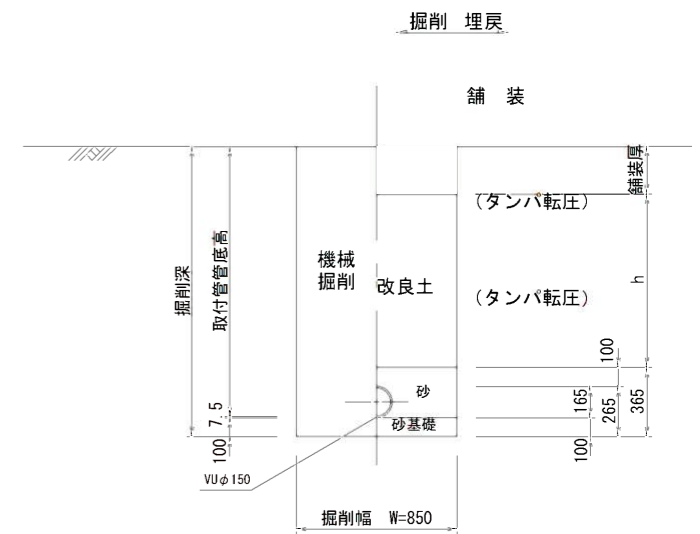 掘削 埋戻
舗 装
舗装厚
(タンパ転圧)
掘削深
取付管管底高
機械
掘削
改良土
(タンパ転圧)
h
100
砂
7.5
砂基礎
165
265
365
100
100
VUφ150
掘削幅 W=850